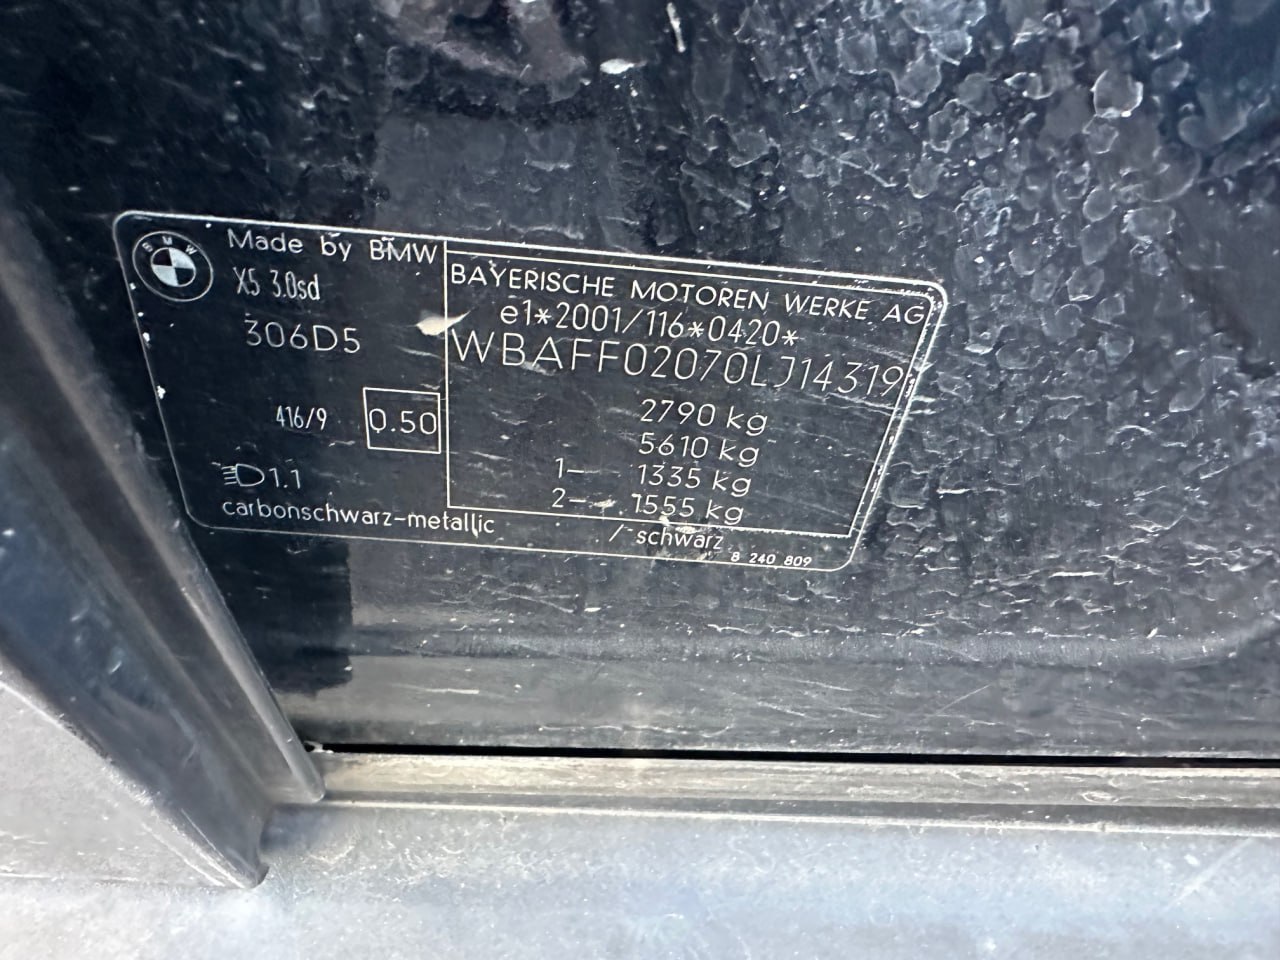 BMW
Made by BMW
X5 3.0sd
306D5
416/9
0.50
1.1
carbonschwarz-metallic
BAYERISCHE MOTOREN WERKE AG
e1*2001/116*0420*
WBAFF02070LJ14319
2790 kg
5610 kg
1- 1335 kg
2- 1555 kg
/ schwarz
8 240 809